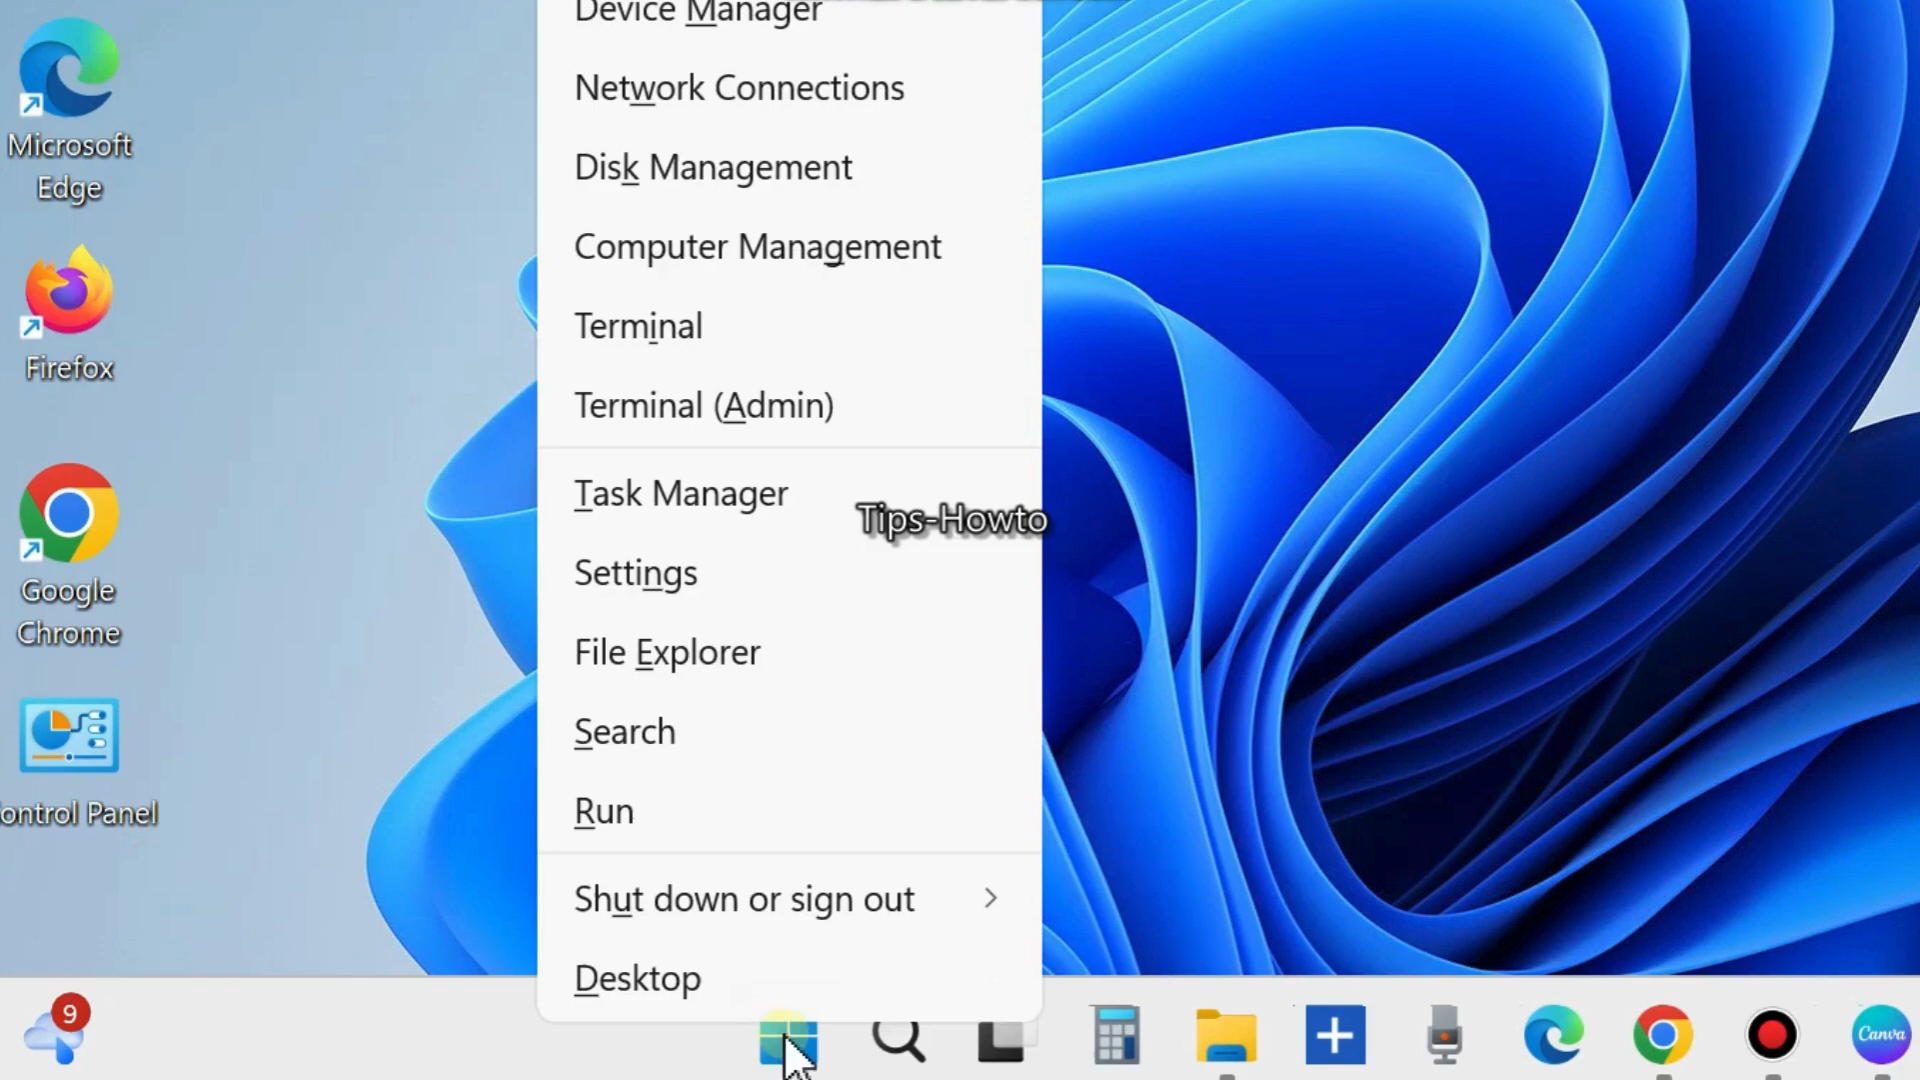 Device Manager
Network Connections
Disk Management
Computer Management
Terminal
Terminal (Admin)
Task Manager
Settings
File Explorer
Search
Run
Shut down or sign out
Desktop
Tips-Howto
Microsoft
Edge
Firefox
Google
Chrome
ontrol Panel
9
Canva